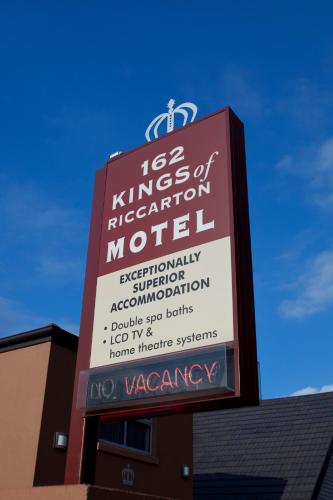 162
KINGS of
RICCARTON
MOTEL
EXCEPTIONALLY
SUPERIOR
ACCOMMODATION
• Double spa baths
• LCD TV &
home theatre systems
NO VACANCY